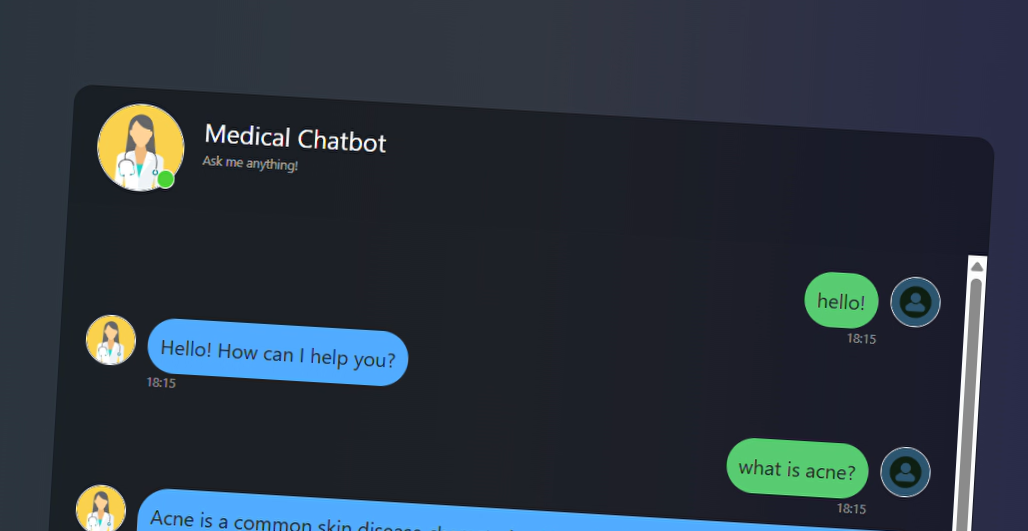 Medical Chatbot
Ask me anything!
hello!
18:15
Hello! How can I help you?
18:15
what is acne?
18:15
Acne is a common skin disease